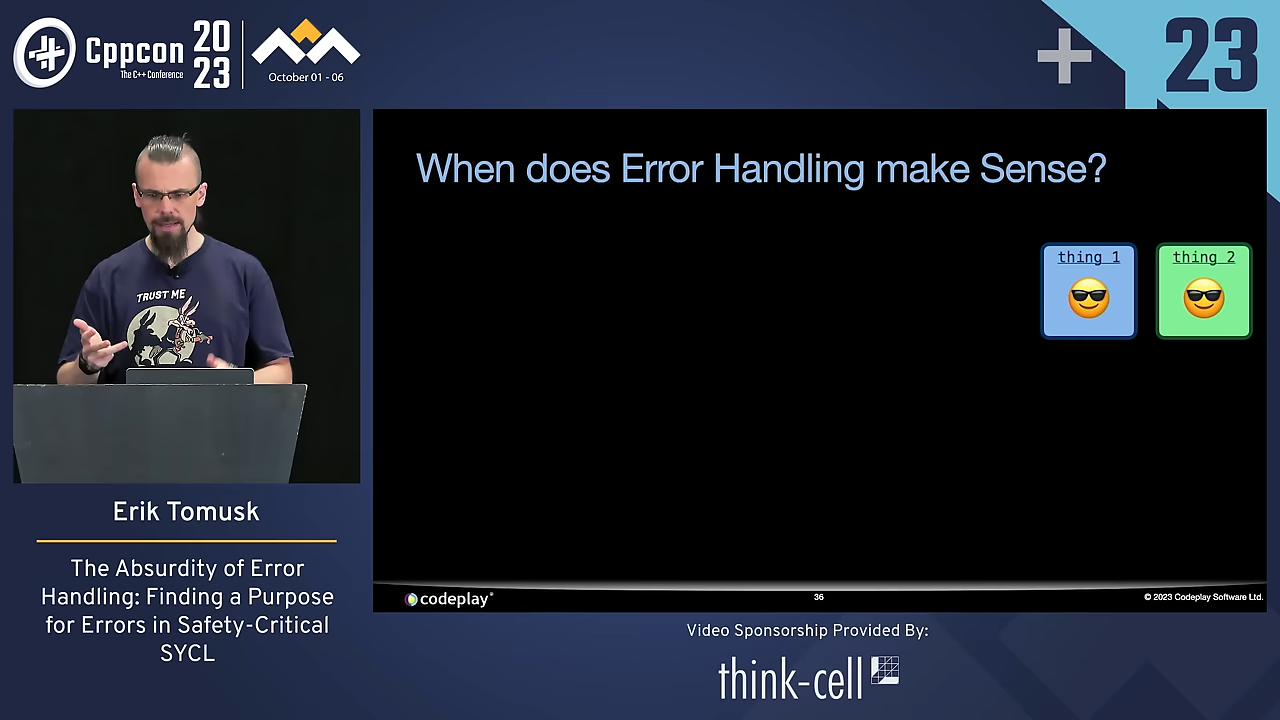 Cppcon
The C++ Conference
20
23
October 01 - 06
23
TRUST ME
When does Error Handling make Sense?
thing 1
thing 2
codeplay®
36
© 2023 Codeplay Software Ltd.
Erik Tomusk
The Absurdity of Error
Handling: Finding a Purpose
for Errors in Safety-Critical
SYCL
Video Sponsorship Provided By:
think-cell